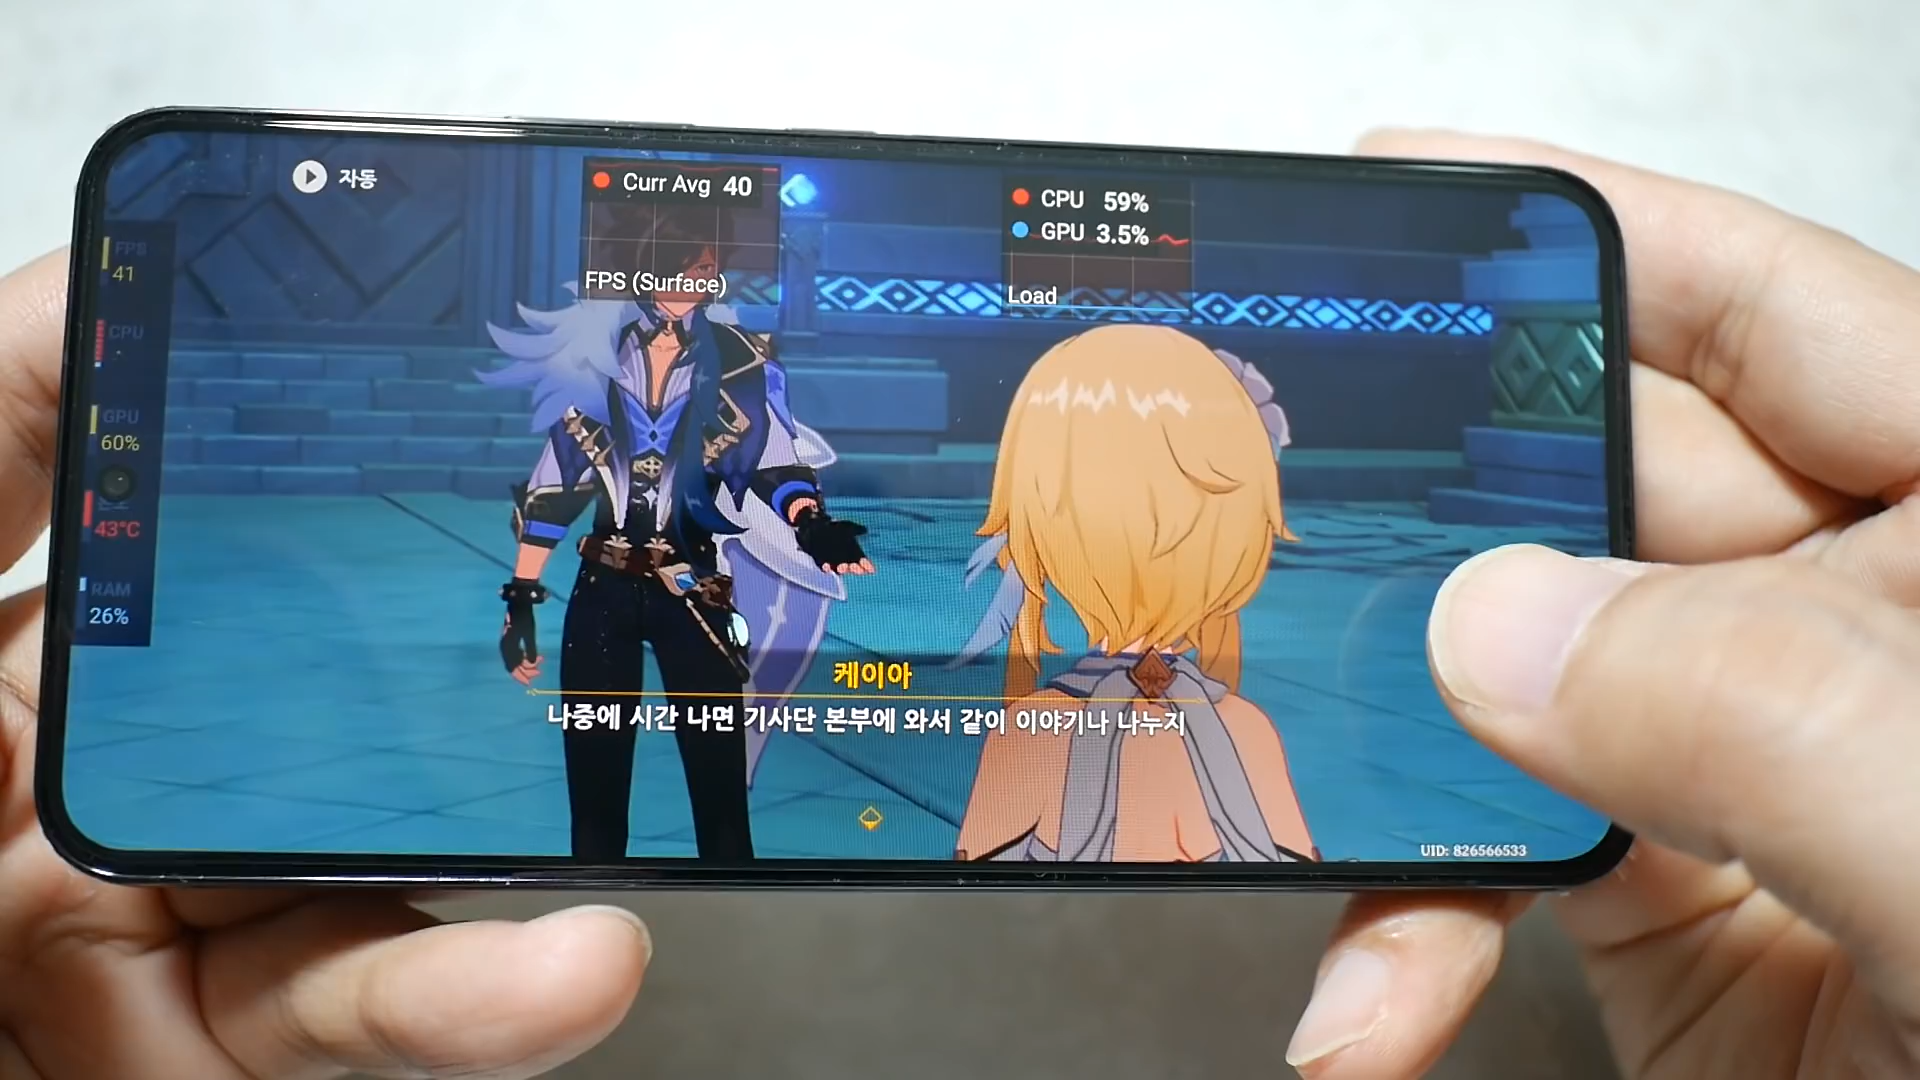 자동
Curr Avg 40
FPS (Surface)
CPU 59%
GPU 3.5%
Load
FPS
41
CPU
GPU
60%
43°C
RAM
26%
케이아
나중에 시간 나면 기사단 본부에 와서 같이 이야기나 나누지
UID: 826566533